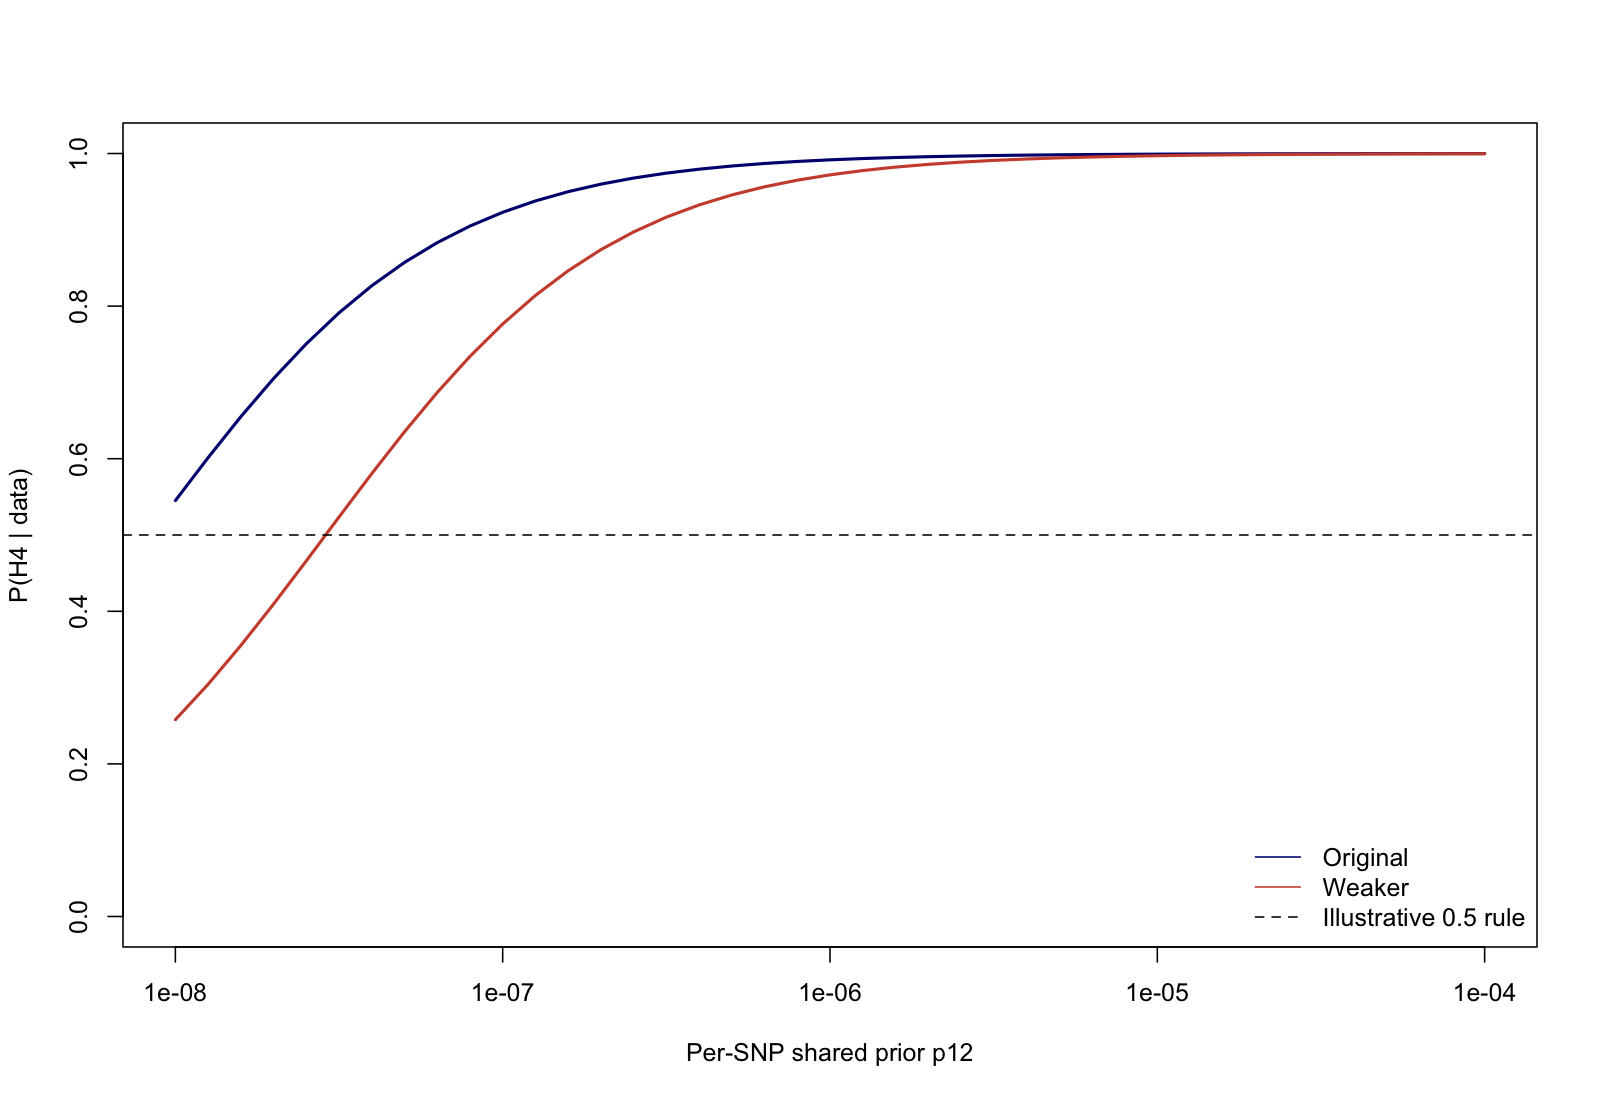 P(H4 | data)
1.0
0.8
0.6
0.4
0.2
0.0
Original
Weaker
Illustrative 0.5 rule
1e-08 1e-07 1e-06 1e-05 1e-04
Per-SNP shared prior p12